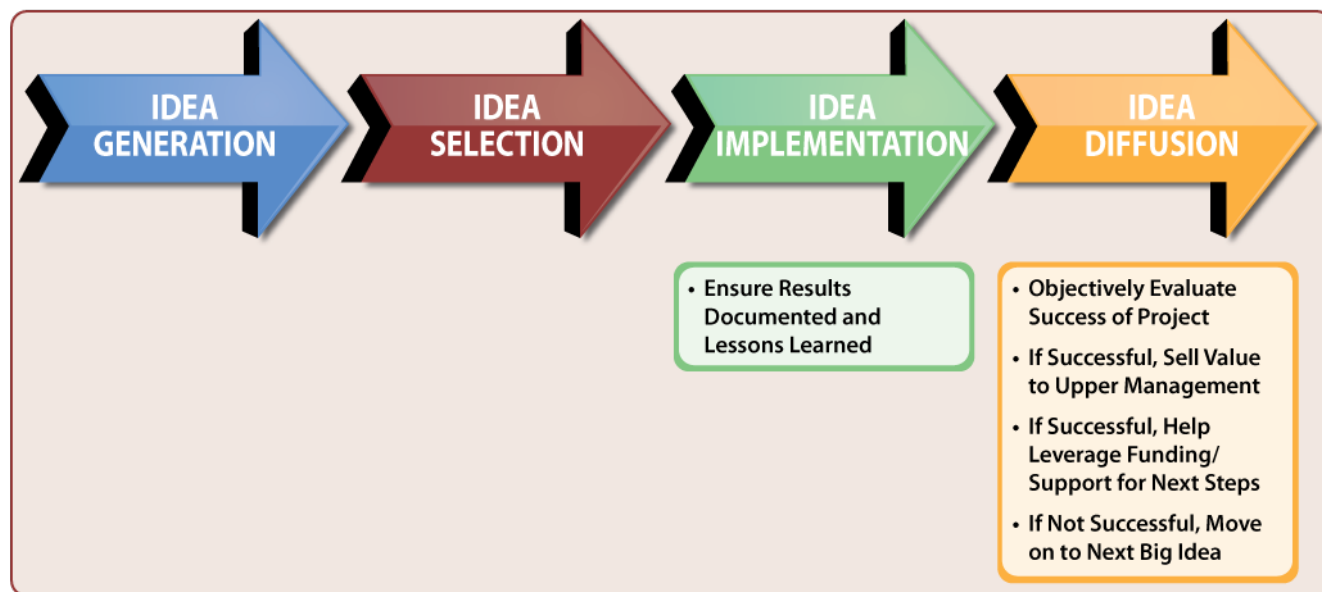 IDEA
GENERATION
IDEA
SELECTION
IDEA
IMPLEMENTATION
IDEA
DIFFUSION
• Ensure Results
Documented and
Lessons Learned
• Objectively Evaluate
Success of Project
• If Successful, Sell Value
to Upper Management
• If Successful, Help
Leverage Funding/
Support for Next Steps
• If Not Successful, Move
on to Next Big Idea